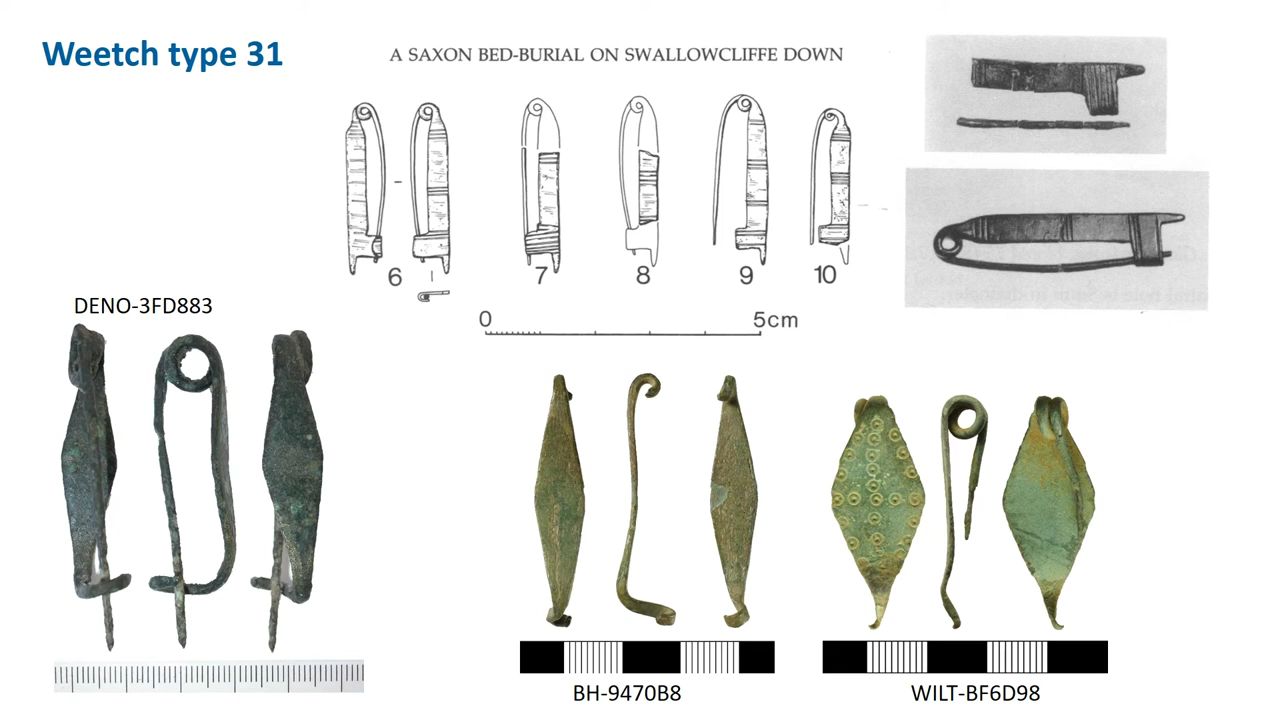 Weetch type 31
A SAXON BED-BURIAL ON SWALLOWCLIFFE DOWN
6
7
8
9
10
0
5cm
DENO-3FD883
BH-9470B8
WILT-BF6D98